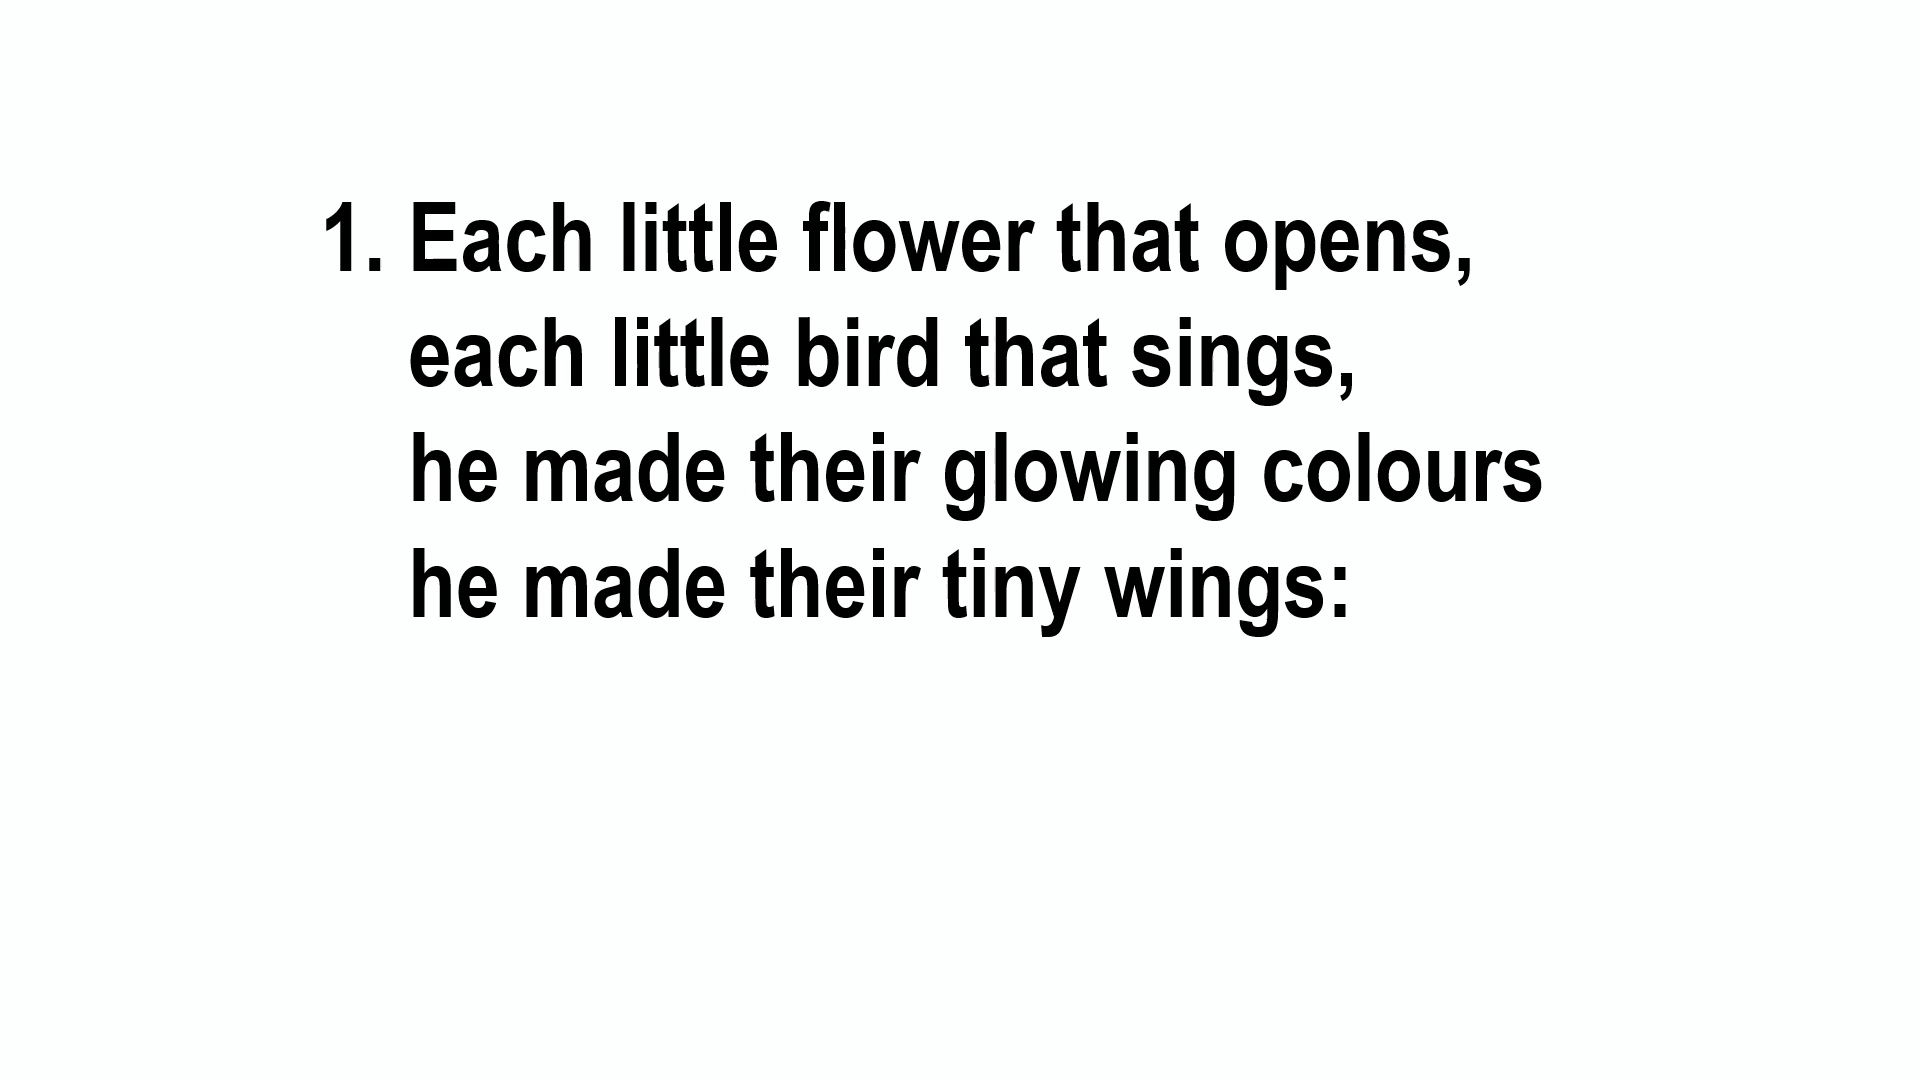 1. Each little flower that opens,
each little bird that sings,
he made their glowing colours
he made their tiny wings: